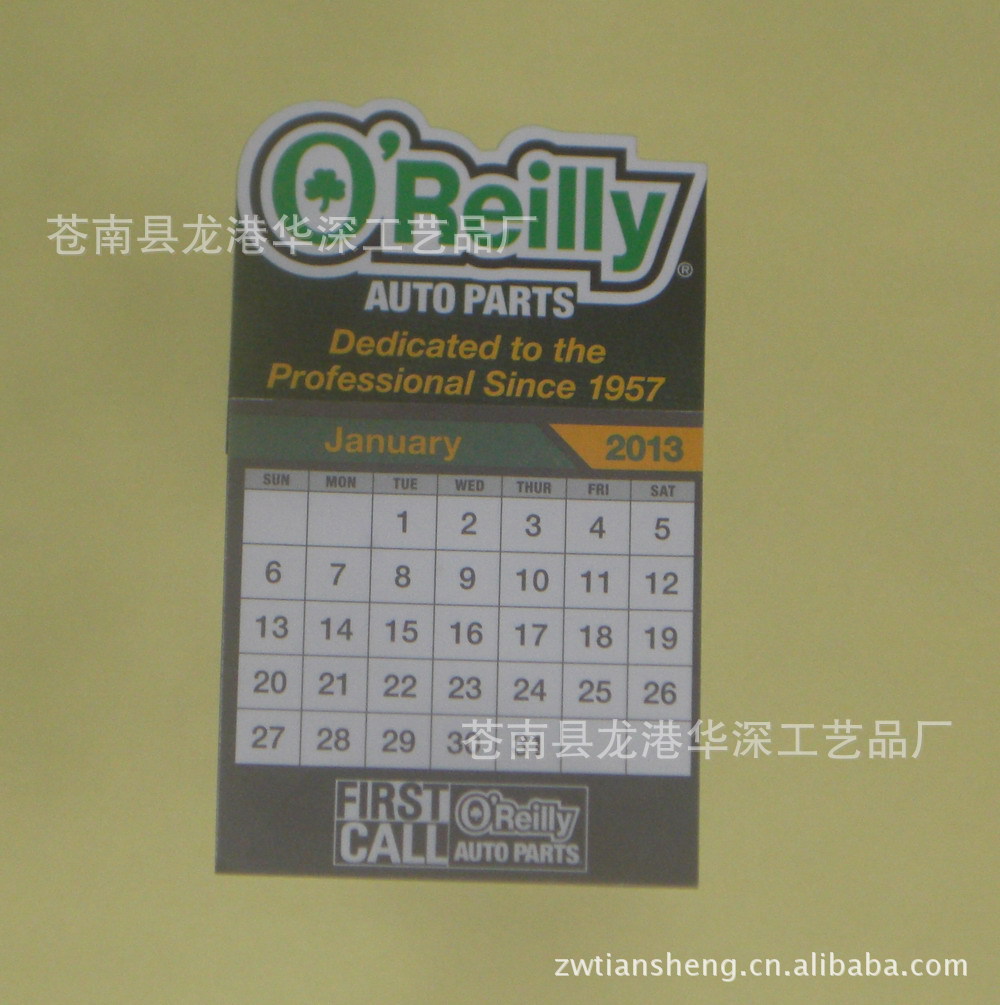 O'Reilly®
苍南县龙港华深工艺品厂
AUTO PARTS
Dedicated to the
Professional Since 1957
January 2013
SUN MON TUE WED THUR FRI SAT
1 2 3 4 5
6 7 8 9 10 11 12
13 14 15 16 17 18 19
20 21 22 23 24 25 26
27 28 29 30 31
苍南县龙港华深工艺品厂
FIRST CALL
O'Reilly
AUTO PARTS
zwtiansheng.cn.alibaba.com